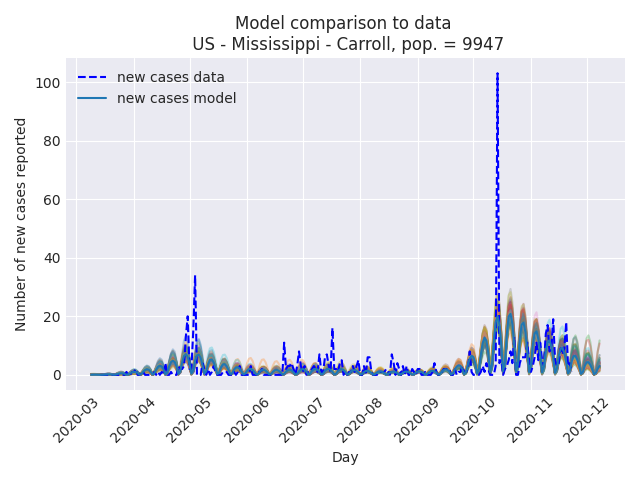 Model comparison to data
US - Mississippi - Carroll, pop. = 9947
new cases data
new cases model
Number of new cases reported
100
80
60
40
20
0
2020-03
2020-04
2020-05
2020-06
2020-07
2020-08
2020-09
2020-10
2020-11
2020-12
Day